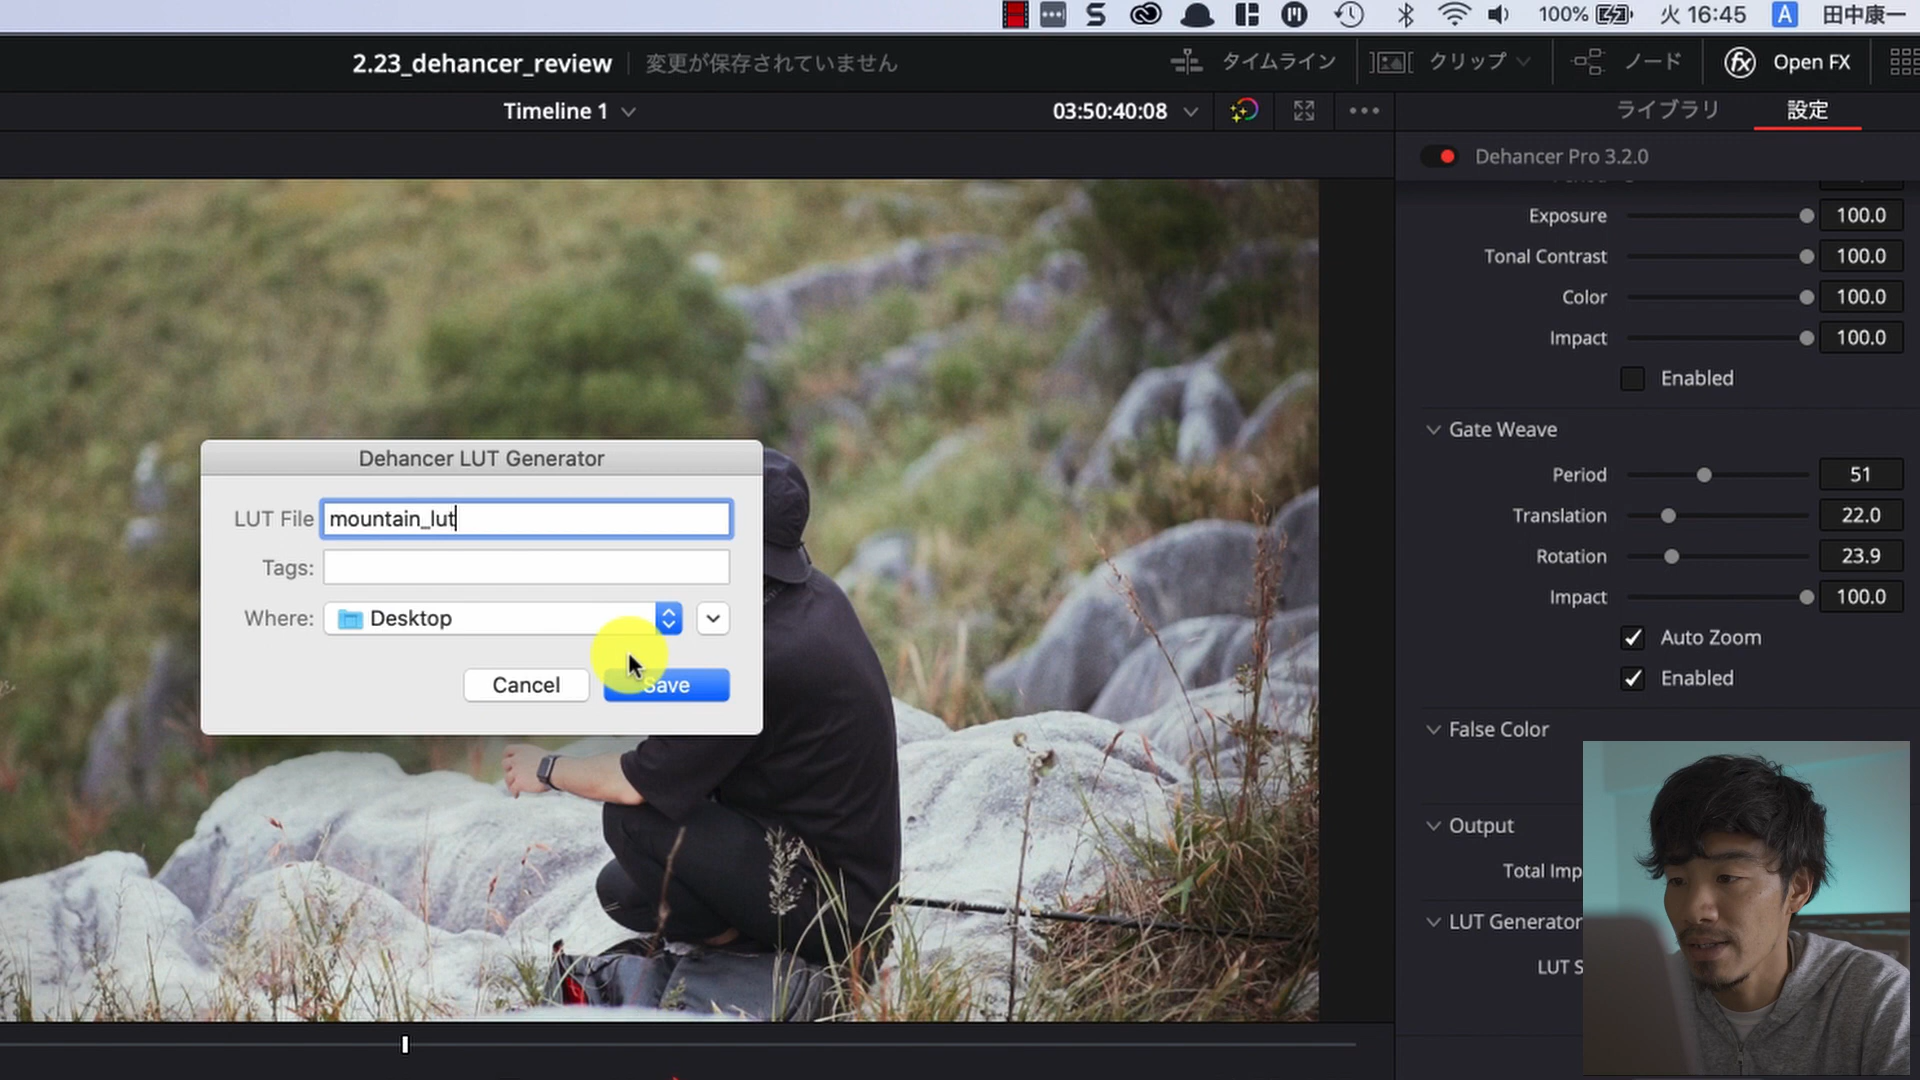 100% 火 16:45 A 田中康一
2.23_dehancer_review 変更が保存されていません タイムライン クリップ ノード fx Open FX
Timeline 1 03:50:40:08 ライブラリ 設定
Dehancer Pro 3.2.0
Exposure 100.0
Tonal Contrast 100.0
Color 100.0
Impact 100.0
Enabled
Gate Weave
Period 51
Translation 22.0
Rotation 23.9
Impact 100.0
Auto Zoom
Enabled
False Color
Output
Total Imp
LUT Generator
LUT S
Dehancer LUT Generator
LUT File mountain_lut
Tags:
Where: Desktop
Cancel Save